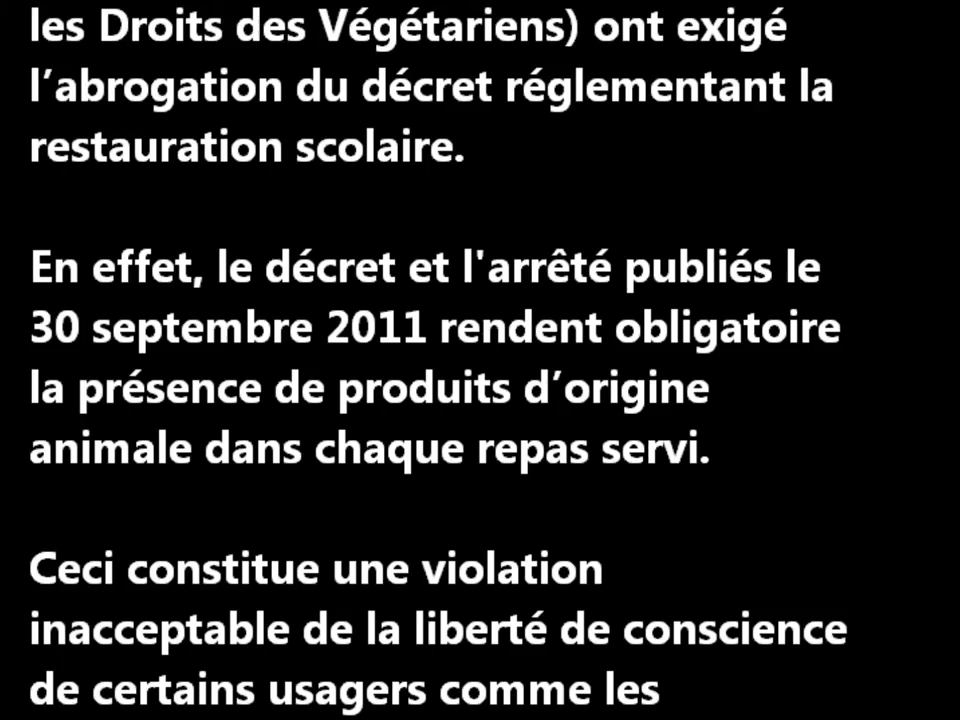 les Droits des Végétariens) ont exigé
l’abrogation du décret réglementant la
restauration scolaire.
En effet, le décret et l'arrêté publiés le
30 septembre 2011 rendent obligatoire
la présence de produits d’origine
animale dans chaque repas servi.
Ceci constitue une violation
inacceptable de la liberté de conscience
de certains usagers comme les